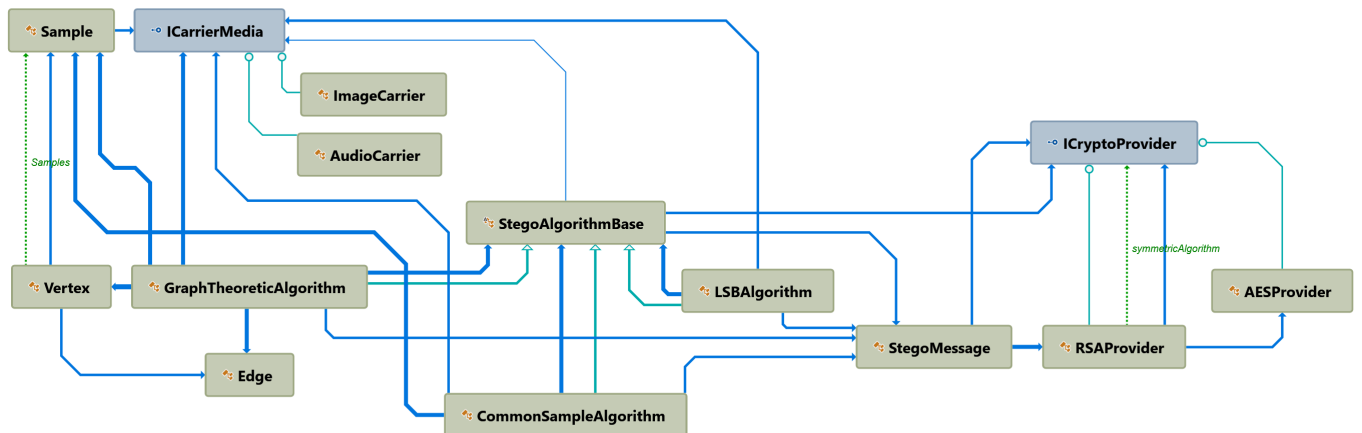 Sample
ICarrierMedia
ImageCarrier
AudioCarrier
ICryptoProvider
Samples
StegoAlgorithmBase
symmetricAlgorithm
Vertex
GraphTheoreticAlgorithm
LSBAlgorithm
AESProvider
StegoMessage
RSAProvider
Edge
CommonSampleAlgorithm